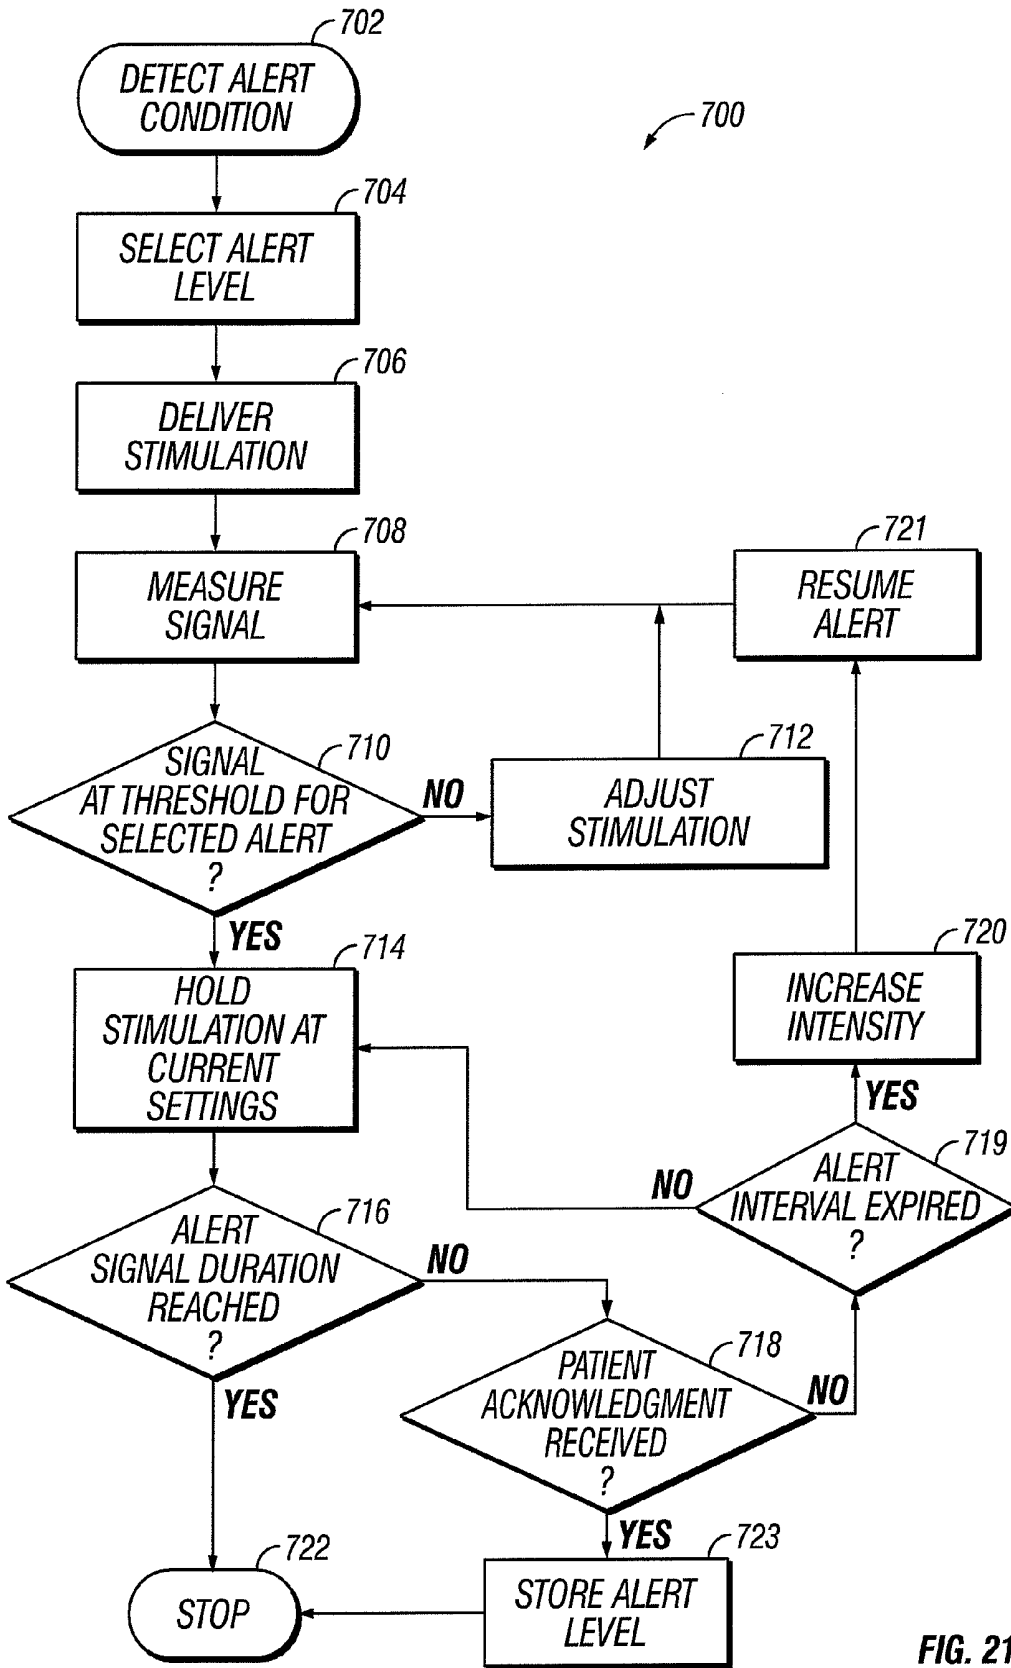 702
DETECT ALERT
CONDITION
700
704
SELECT ALERT
LEVEL
706
DELIVER
STIMULATION
708
MEASURE
SIGNAL
721
RESUME
ALERT
710
SIGNAL
AT THRESHOLD FOR
SELECTED ALERT
?
NO
712
ADJUST
STIMULATION
YES
714
HOLD
STIMULATION AT
CURRENT
SETTINGS
720
INCREASE
INTENSITY
YES
719
ALERT
INTERVAL EXPIRED
?
NO
716
ALERT
SIGNAL DURATION
REACHED
?
NO
718
PATIENT
ACKNOWLEDGMENT
RECEIVED
?
NO
YES
YES
722
STOP
723
STORE ALERT
LEVEL
FIG. 21